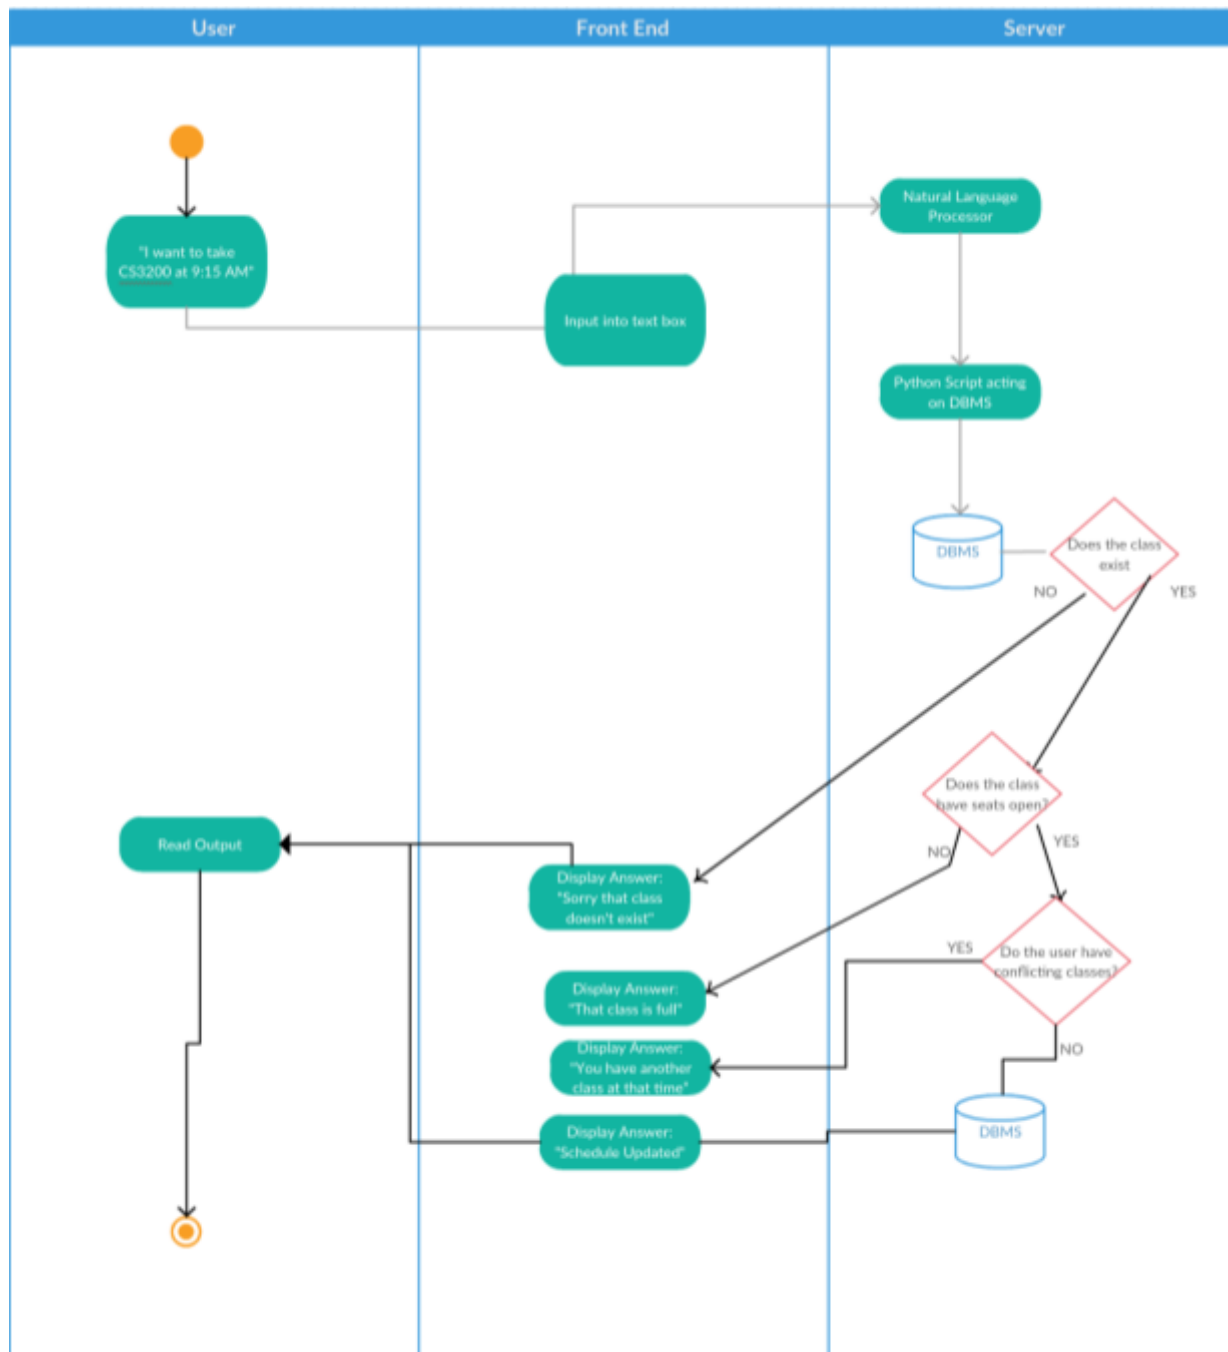 User
Front End
Server
"I want to take
CS3200 at 9:15 AM"
Input into text box
Natural Language
Processor
Python Script acting
on DBMS
DBMS
Does the class
exist
NO
YES
Does the class
have seats open?
NO
YES
Read Output
Display Answer:
"Sorry that class
doesn't exist"
Do the user have
conflicting classes?
YES
NO
Display Answer:
"That class is full"
Display Answer:
"You have another
class at that time"
Display Answer:
"Schedule Updated"
DBMS